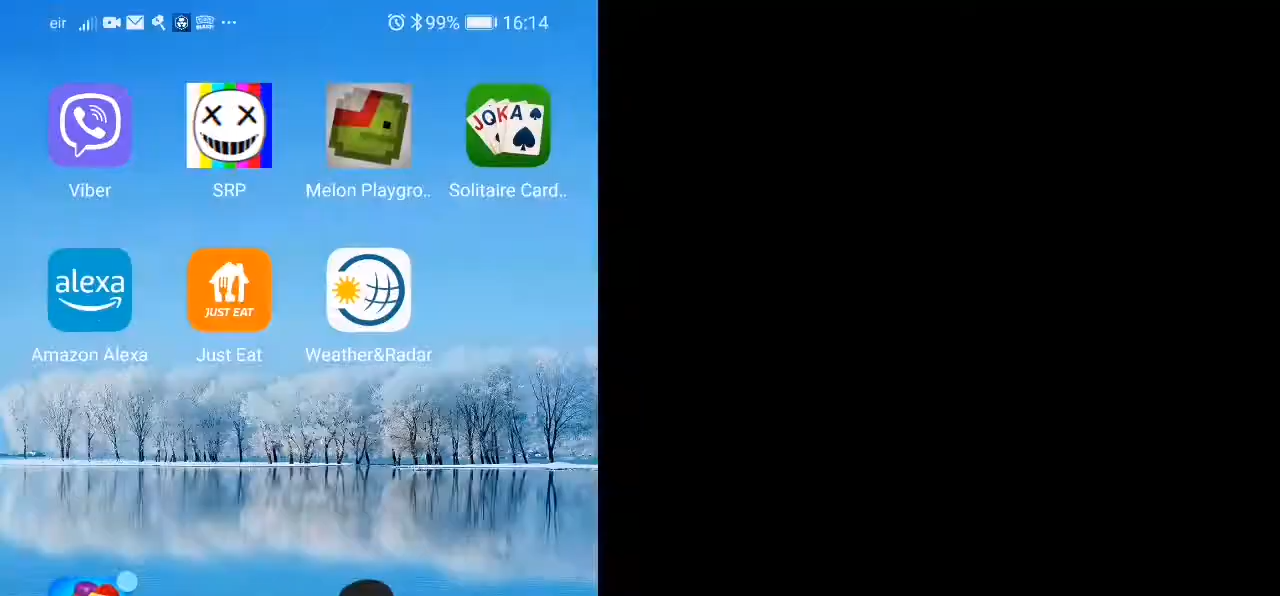 eir 99% 16:14
JOKA
Viber SRP Melon Playgro.. Solitaire Card..
alexa JUST EAT
Amazon Alexa Just Eat Weather&Radar